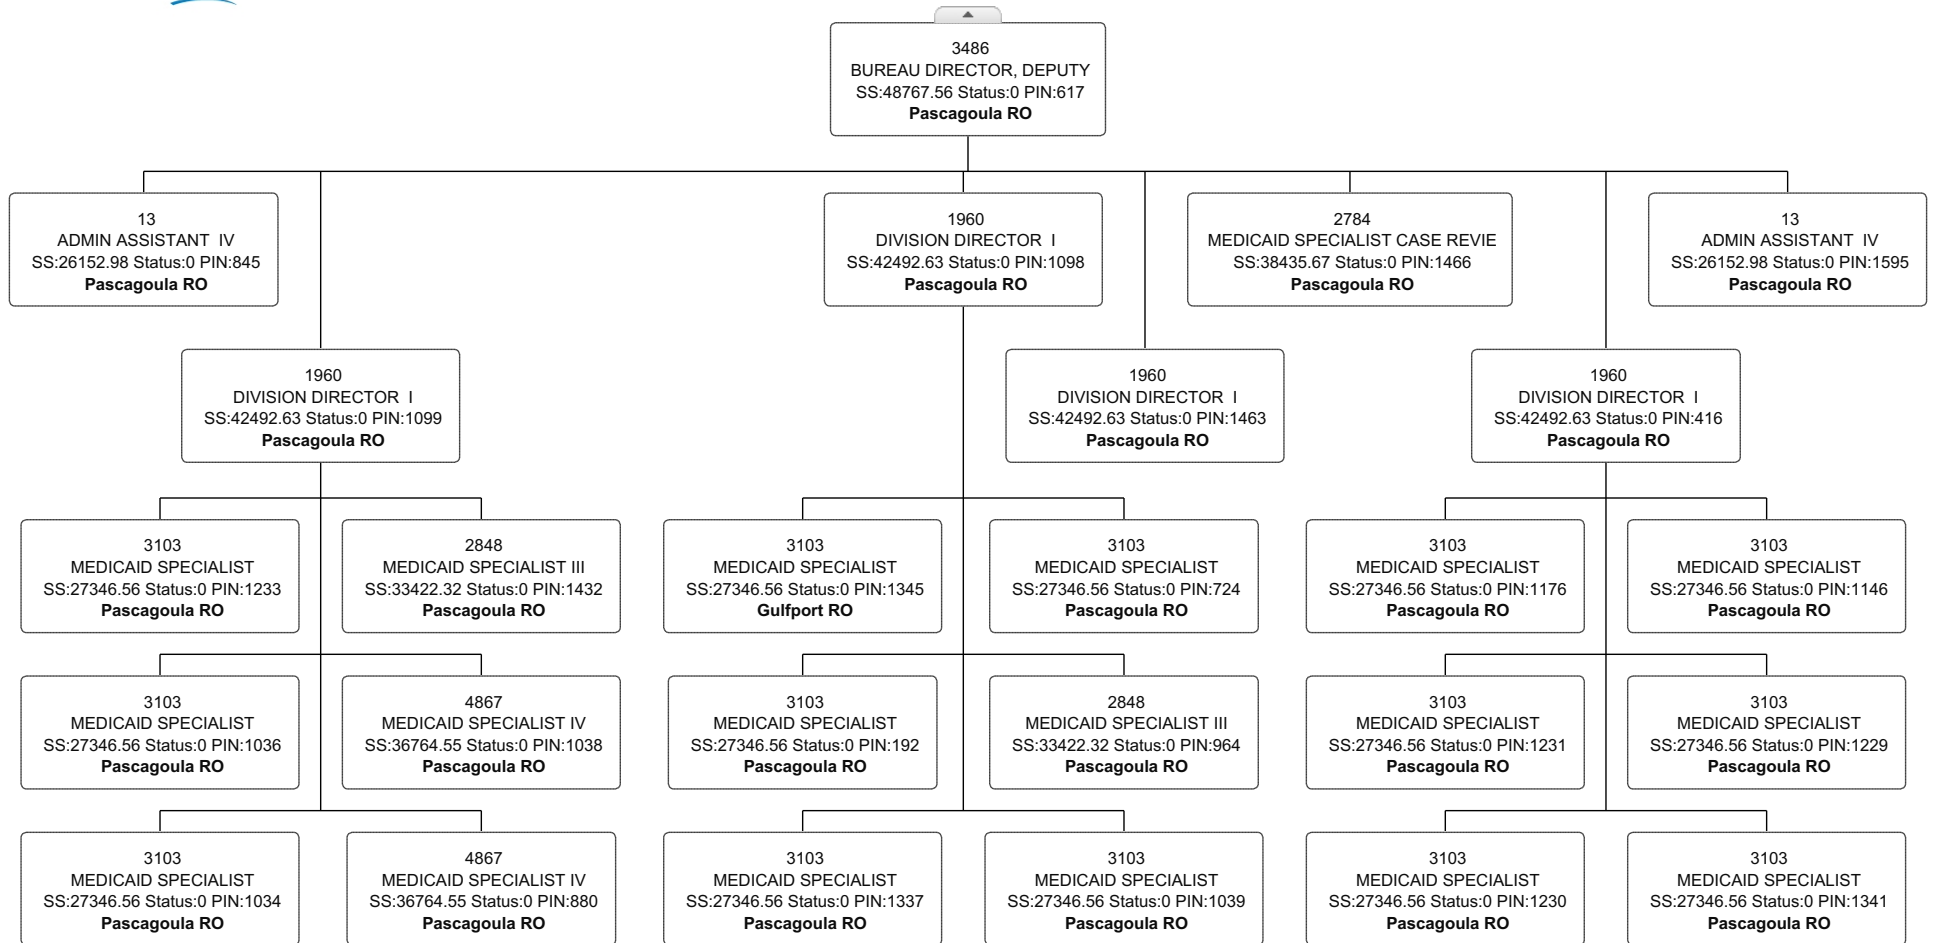 3486
BUREAU DIRECTOR, DEPUTY
SS:48767.56 Status:0 PIN:617
Pascagoula RO
13
ADMIN ASSISTANT IV
SS:26152.98 Status:0 PIN:845
Pascagoula RO
1960
DIVISION DIRECTOR I
SS:42492.63 Status:0 PIN:1098
Pascagoula RO
2784
MEDICAID SPECIALIST CASE REVIE
SS:38435.67 Status:0 PIN:1466
Pascagoula RO
13
ADMIN ASSISTANT IV
SS:26152.98 Status:0 PIN:1595
Pascagoula RO
1960
DIVISION DIRECTOR I
SS:42492.63 Status:0 PIN:1099
Pascagoula RO
1960
DIVISION DIRECTOR I
SS:42492.63 Status:0 PIN:1463
Pascagoula RO
1960
DIVISION DIRECTOR I
SS:42492.63 Status:0 PIN:416
Pascagoula RO
3103
MEDICAID SPECIALIST
SS:27346.56 Status:0 PIN:1233
Pascagoula RO
2848
MEDICAID SPECIALIST III
SS:33422.32 Status:0 PIN:1432
Pascagoula RO
3103
MEDICAID SPECIALIST
SS:27346.56 Status:0 PIN:1345
Gulfport RO
3103
MEDICAID SPECIALIST
SS:27346.56 Status:0 PIN:724
Pascagoula RO
3103
MEDICAID SPECIALIST
SS:27346.56 Status:0 PIN:1176
Pascagoula RO
3103
MEDICAID SPECIALIST
SS:27346.56 Status:0 PIN:1146
Pascagoula RO
3103
MEDICAID SPECIALIST
SS:27346.56 Status:0 PIN:1036
Pascagoula RO
4867
MEDICAID SPECIALIST IV
SS:36764.55 Status:0 PIN:1038
Pascagoula RO
3103
MEDICAID SPECIALIST
SS:27346.56 Status:0 PIN:192
Pascagoula RO
2848
MEDICAID SPECIALIST III
SS:33422.32 Status:0 PIN:964
Pascagoula RO
3103
MEDICAID SPECIALIST
SS:27346.56 Status:0 PIN:1231
Pascagoula RO
3103
MEDICAID SPECIALIST
SS:27346.56 Status:0 PIN:1229
Pascagoula RO
3103
MEDICAID SPECIALIST
SS:27346.56 Status:0 PIN:1034
Pascagoula RO
4867
MEDICAID SPECIALIST IV
SS:36764.55 Status:0 PIN:880
Pascagoula RO
3103
MEDICAID SPECIALIST
SS:27346.56 Status:0 PIN:1337
Pascagoula RO
3103
MEDICAID SPECIALIST
SS:27346.56 Status:0 PIN:1039
Pascagoula RO
3103
MEDICAID SPECIALIST
SS:27346.56 Status:0 PIN:1230
Pascagoula RO
3103
MEDICAID SPECIALIST
SS:27346.56 Status:0 PIN:1341
Pascagoula RO